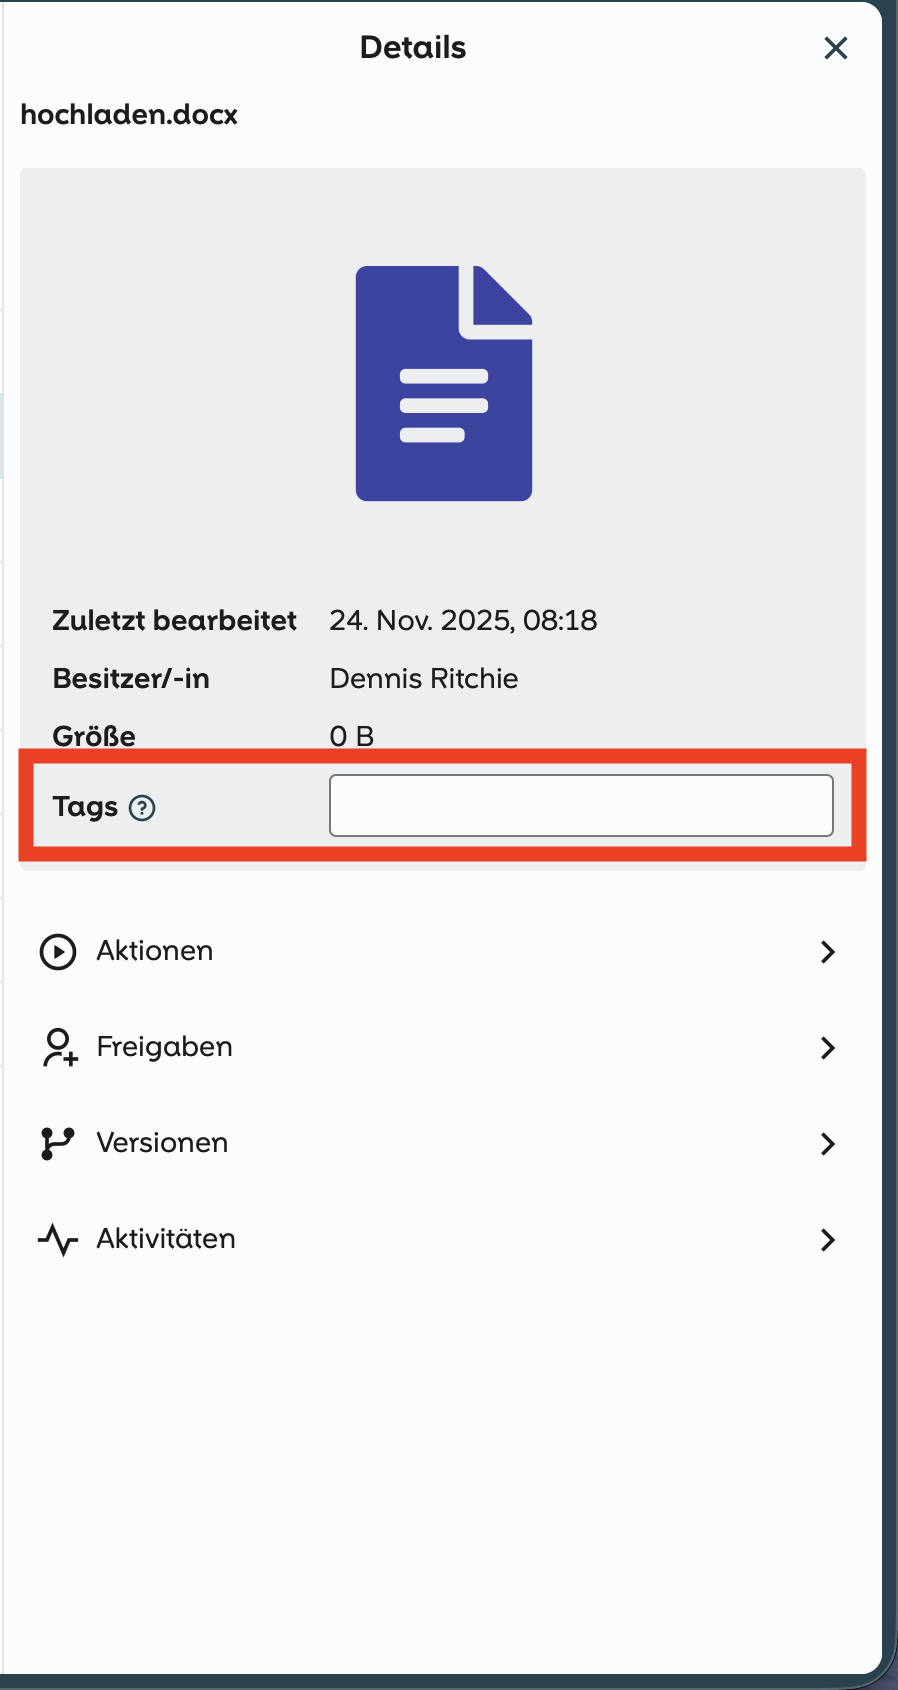 Details
hochladen.docx
Zuletzt bearbeitet 24. Nov. 2025, 08:18
Besitzer/-in Dennis Ritchie
Größe 0 B
Tags ?
Aktionen
Freigaben
Versionen
Aktivitäten